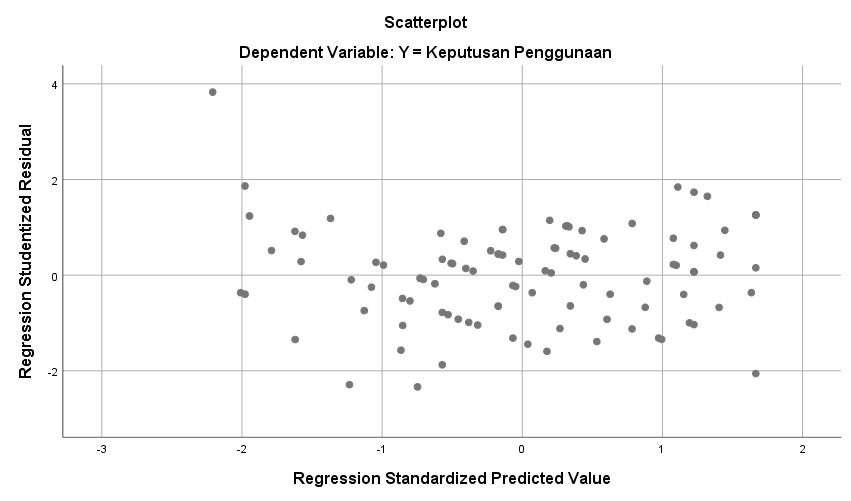 Scatterplot
Dependent Variable: Y = Keputusan Penggunaan
Regression Studentized Residual
4
2
0
-2
-3
-2
-1
0
1
2
Regression Standardized Predicted Value